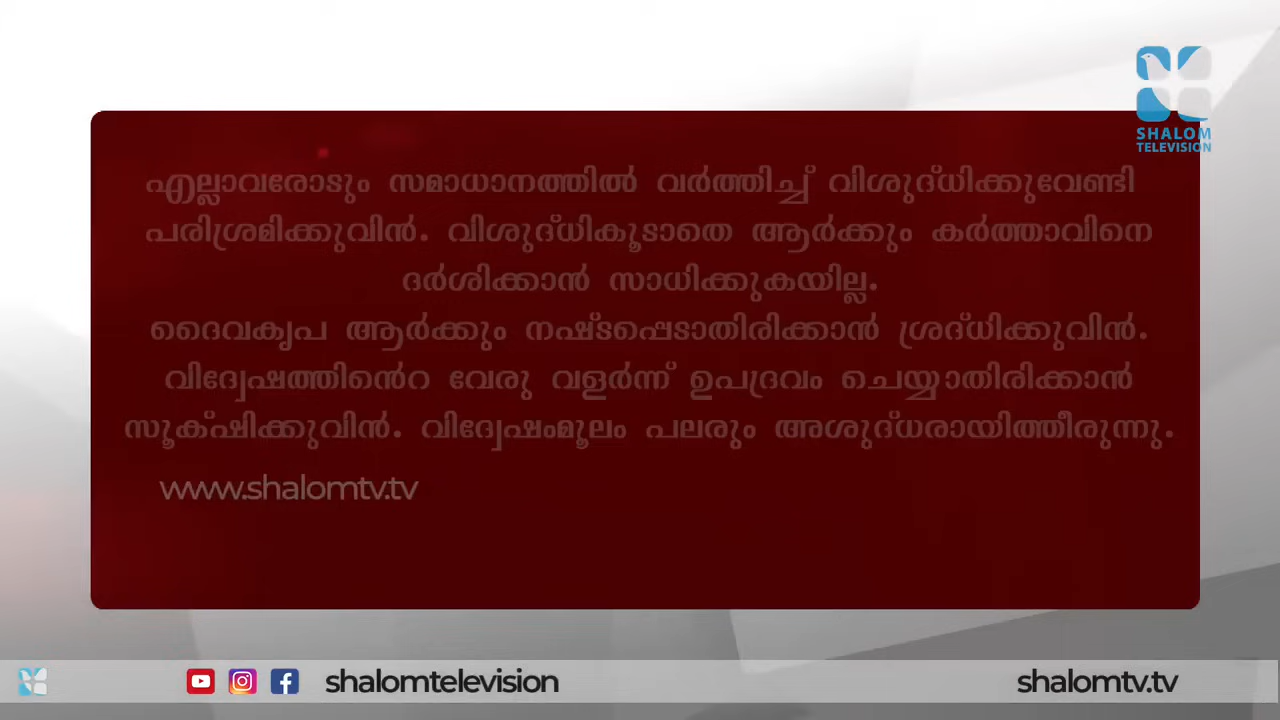 SHALOM
TELEVISION
എല്ലാവരോടും സമാധാനത്തിൽ വർത്തിച്ച് വിശുദ്ധിക്കുവേണ്ടി
പരിശ്രമിക്കുവിൻ. വിശുദ്ധികൂടാതെ ആർക്കും കർത്താവിനെ
ദർശിക്കാൻ സാധിക്കുകയില്ല.
ദൈവകൃപ ആർക്കും നഷ്ടപ്പെടാതിരിക്കാൻ ശ്രദ്ധിക്കുവിൻ.
വിദ്വേഷത്തിന്റെ വേരു വളർന്ന് ഉപദ്രവം ചെയ്യാതിരിക്കാൻ
സൂക്ഷിക്കുവിൻ. വിദ്വേഷംമൂലം പലരും അശുദ്ധരായിത്തീരുന്നു.
www.shalomtv.tv
shalomtelevision shalomtv.tv